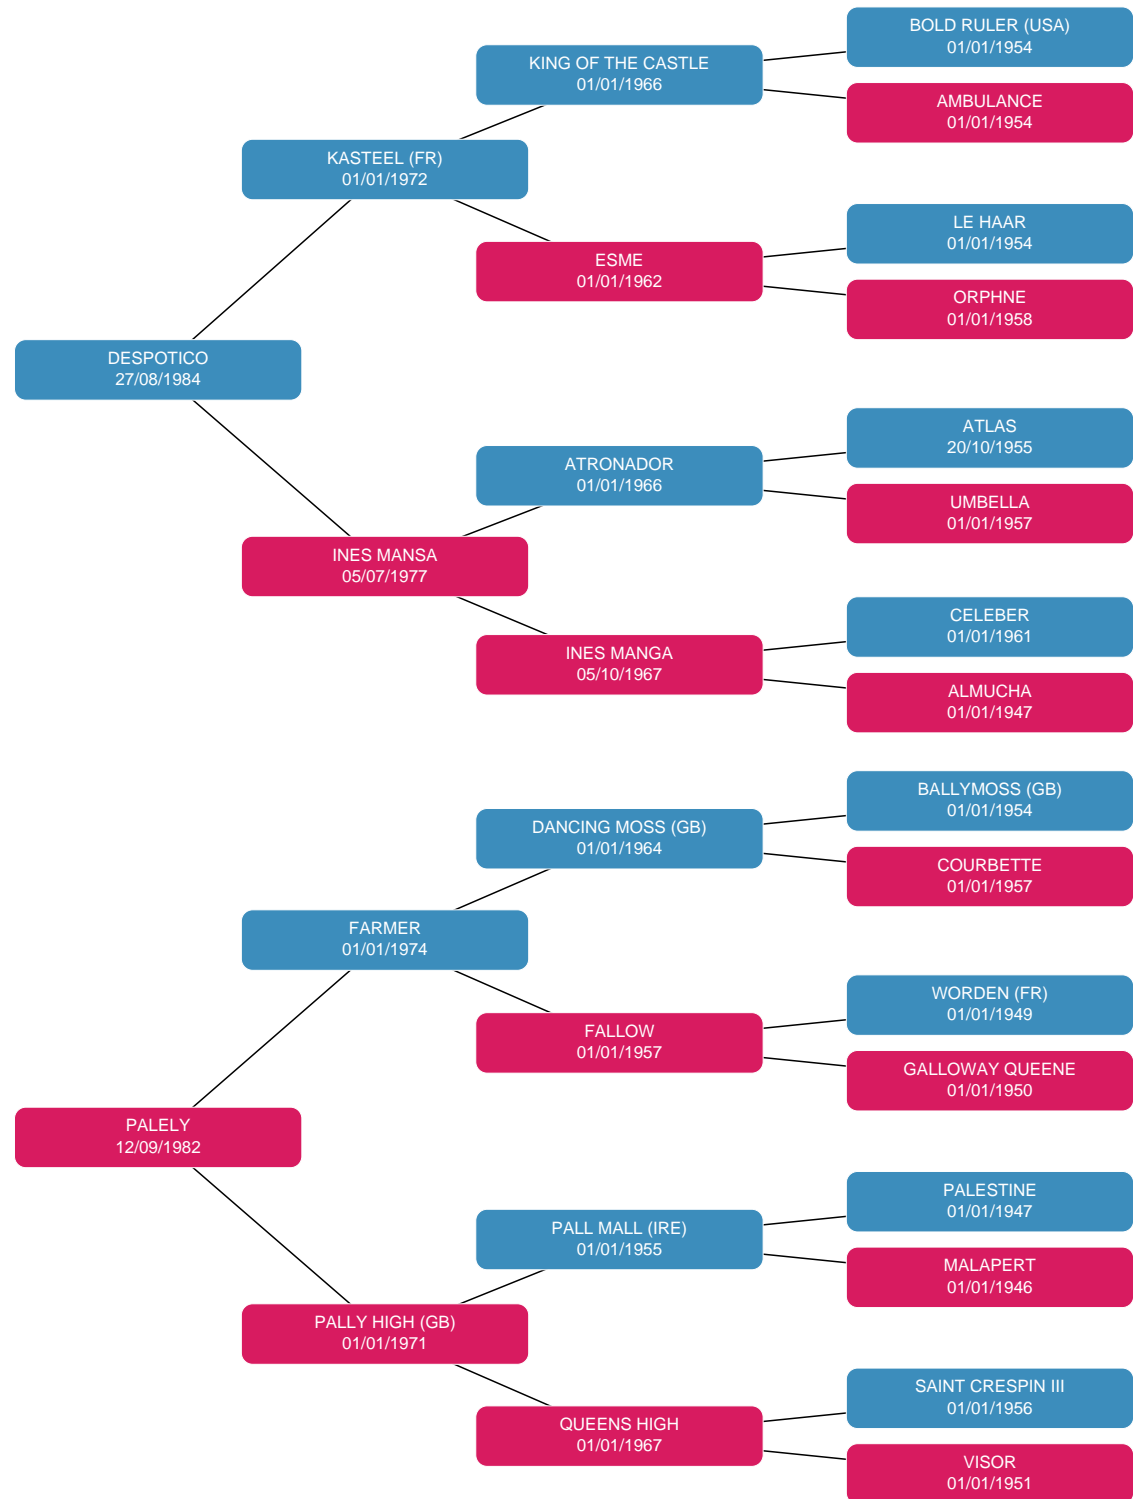 BOLD RULER (USA)
01/01/1954
KING OF THE CASTLE
01/01/1966
AMBULANCE
01/01/1954
KASTEEL (FR)
01/01/1972
LE HAAR
01/01/1954
ESME
01/01/1962
ORPHNE
01/01/1958
DESPOTICO
27/08/1984
ATLAS
20/10/1955
ATRONADOR
01/01/1966
UMBELLA
01/01/1957
INES MANSA
05/07/1977
CELEBER
01/01/1961
INES MANGA
05/10/1967
ALMUCHA
01/01/1947
BALLYMOSS (GB)
01/01/1954
DANCING MOSS (GB)
01/01/1964
COURBETTE
01/01/1957
FARMER
01/01/1974
WORDEN (FR)
01/01/1949
FALLOW
01/01/1957
GALLOWAY QUEENE
01/01/1950
PALELY
12/09/1982
PALESTINE
01/01/1947
PALL MALL (IRE)
01/01/1955
MALAPERT
01/01/1946
PALLY HIGH (GB)
01/01/1971
SAINT CRESPIN III
01/01/1956
QUEENS HIGH
01/01/1967
VISOR
01/01/1951